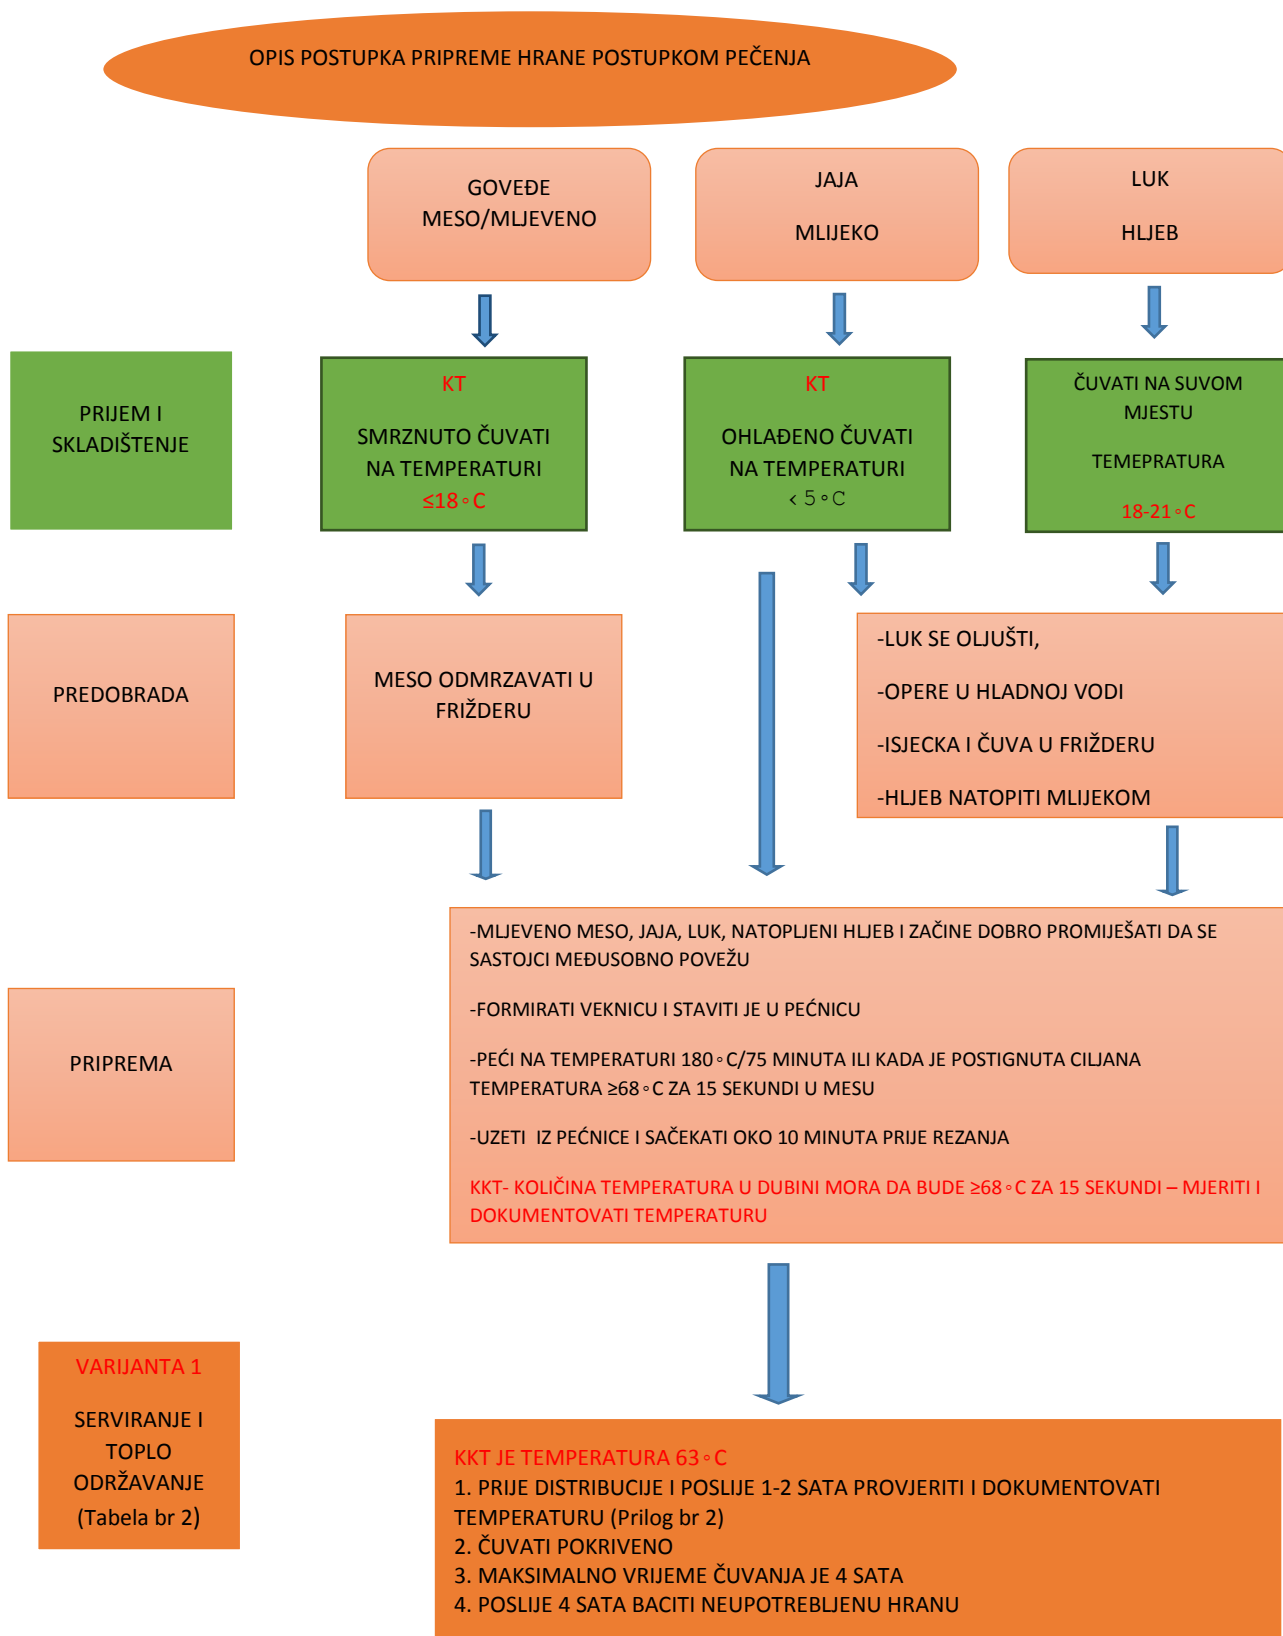 OPIS POSTUPKA PRIPREME HRANE POSTUPKOM PEČENJA
GOVEĐE
MESO/MLJEVENO
JAJA
MLIJEKO
LUK
HLJEB
PRIJEM I
SKLADIŠTENJE
KT
SMRZNUTO ČUVATI
NA TEMPERATURI
≤18◦C
KT
OHLAĐENO ČUVATI
NA TEMPERATURI
< 5◦C
ČUVATI NA SUVOM
MJESTU
TEMEPRATURA
18-21◦C
PREDOBRADA
MESO ODMRZAVATI U
FRIŽDERU
-LUK SE OLJUŠTI,
-OPERE U HLADNOJ VODI
-ISJECKA I ČUVA U FRIŽDERU
-HLJEB NATOPITI MLIJEKOM
PRIPREMA
-MLJEVENO MESO, JAJA, LUK, NATOPLJENI HLJEB I ZAČINE DOBRO PROMIJEŠATI DA SE
SASTOJCI MEĐUSOBNO POVEŽU
-FORMIRATI VEKNICU I STAVITI JE U PEĆNICU
-PEĆI NA TEMPERATURI 180◦C/75 MINUTA ILI KADA JE POSTIGNUTA CILJANA
TEMPERATURA ≥68◦C ZA 15 SEKUNDI U MESU
-UZETI  IZ PEĆNICE I SAČEKATI OKO 10 MINUTA PRIJE REZANJA
KKT- KOLIČINA TEMPERATURA U DUBINI MORA DA BUDE ≥68◦C ZA 15 SEKUNDI – MJERITI I
DOKUMENTOVATI TEMPERATURU
VARIJANTA 1
SERVIRANJE I
TOPLO
ODRŽAVANJE
(Tabela br 2)
KKT JE TEMPERATURA 63◦C
1. PRIJE DISTRIBUCIJE I POSLIJE 1-2 SATA PROVJERITI I DOKUMENTOVATI
TEMPERATURU (Prilog br 2)
2. ČUVATI POKRIVENO
3. MAKSIMALNO VRIJEME ČUVANJA JE 4 SATA
4. POSLIJE 4 SATA BACITI NEUPOTREBLJENU HRANU